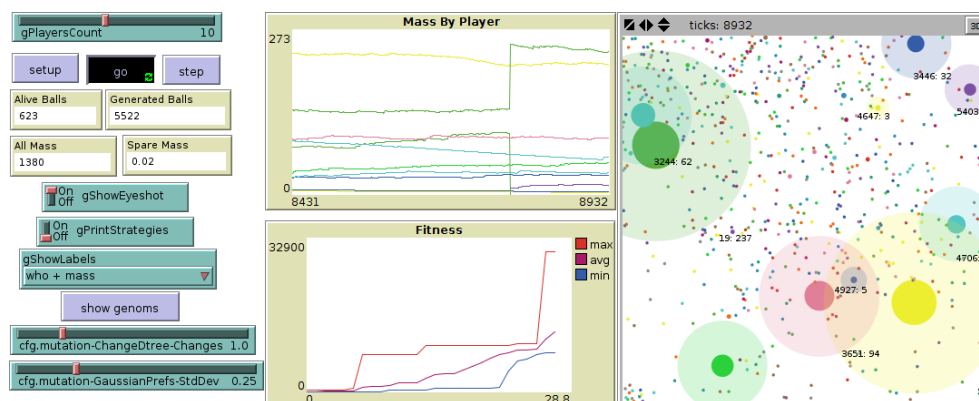 gPlayersCount 10
setup
go
step
Alive Balls
623
Generated Balls
5522
All Mass
1380
Spare Mass
0.02
On
Off
gShowEyeshot
On
Off
gPrintStrategies
gShowLabels
who + mass
show genoms
cfg.mutation-ChangeDtree-Changes 1.0
cfg.mutation-GaussianPrefs-StdDev 0.25
Mass By Player
273
0
8431 8932
Fitness
32900
0
0 28.8
max
avg
min
ticks: 8932
3446: 32
5403
4647: 3
3244: 62
19: 237
4706:
4927: 5
3651: 94